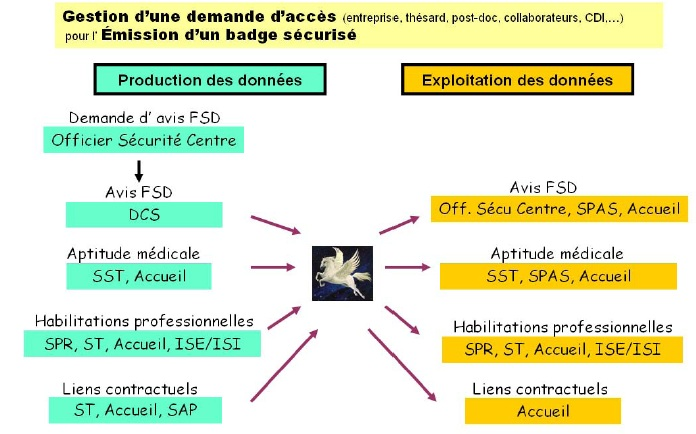 Gestion d'une demande d'accès (entreprise, thésard, post-doc, collaborateurs, CDI,…)
pour l' Émission d'un badge sécurisé
Production des données
Exploitation des données
Demande d' avis FSD
Officier Sécurité Centre
Avis FSD
DCS
Avis FSD
Off. Sécu Centre, SPAS, Accueil
Aptitude médicale
SST, Accueil
Aptitude médicale
SST, SPAS, Accueil
Habilitations professionnelles
SPR, ST, Accueil, ISE/ISI
Habilitations professionnelles
SPR, ST, Accueil, ISE/ISI
Liens contractuels
ST, Accueil, SAP
Liens contractuels
Accueil